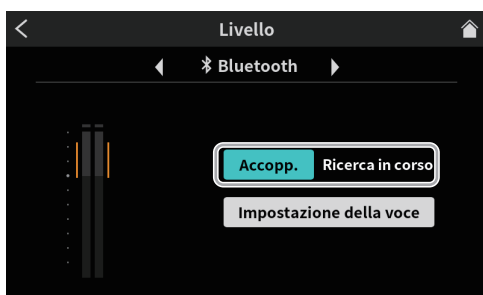 Livello
Bluetooth
Accopp. Ricerca in corso
Impostazione della voce